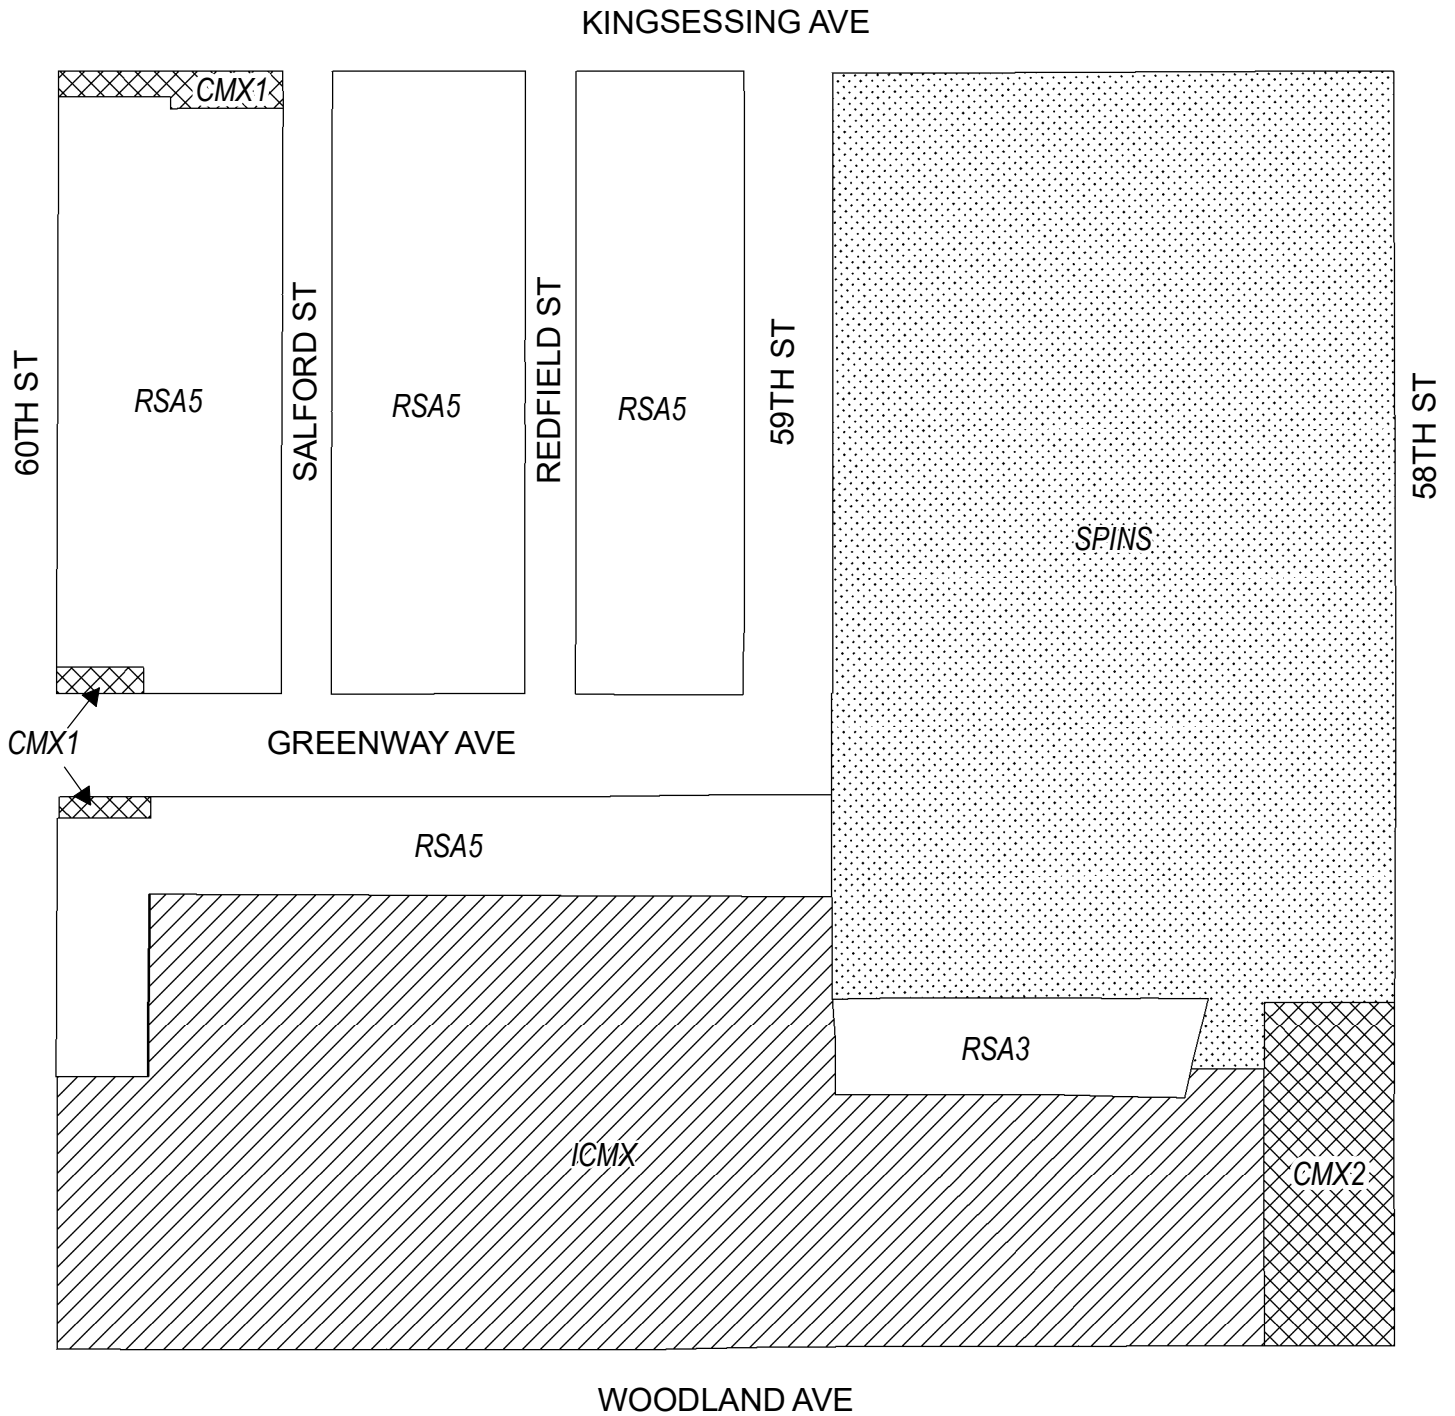 KINGSESSING AVE
CMX1
60TH ST
RSA5
SALFORD ST
RSA5
REDFIELD ST
RSA5
59TH ST
SPINS
58TH ST
CMX1
GREENWAY AVE
RSA5
RSA3
ICMX
CMX2
WOODLAND AVE